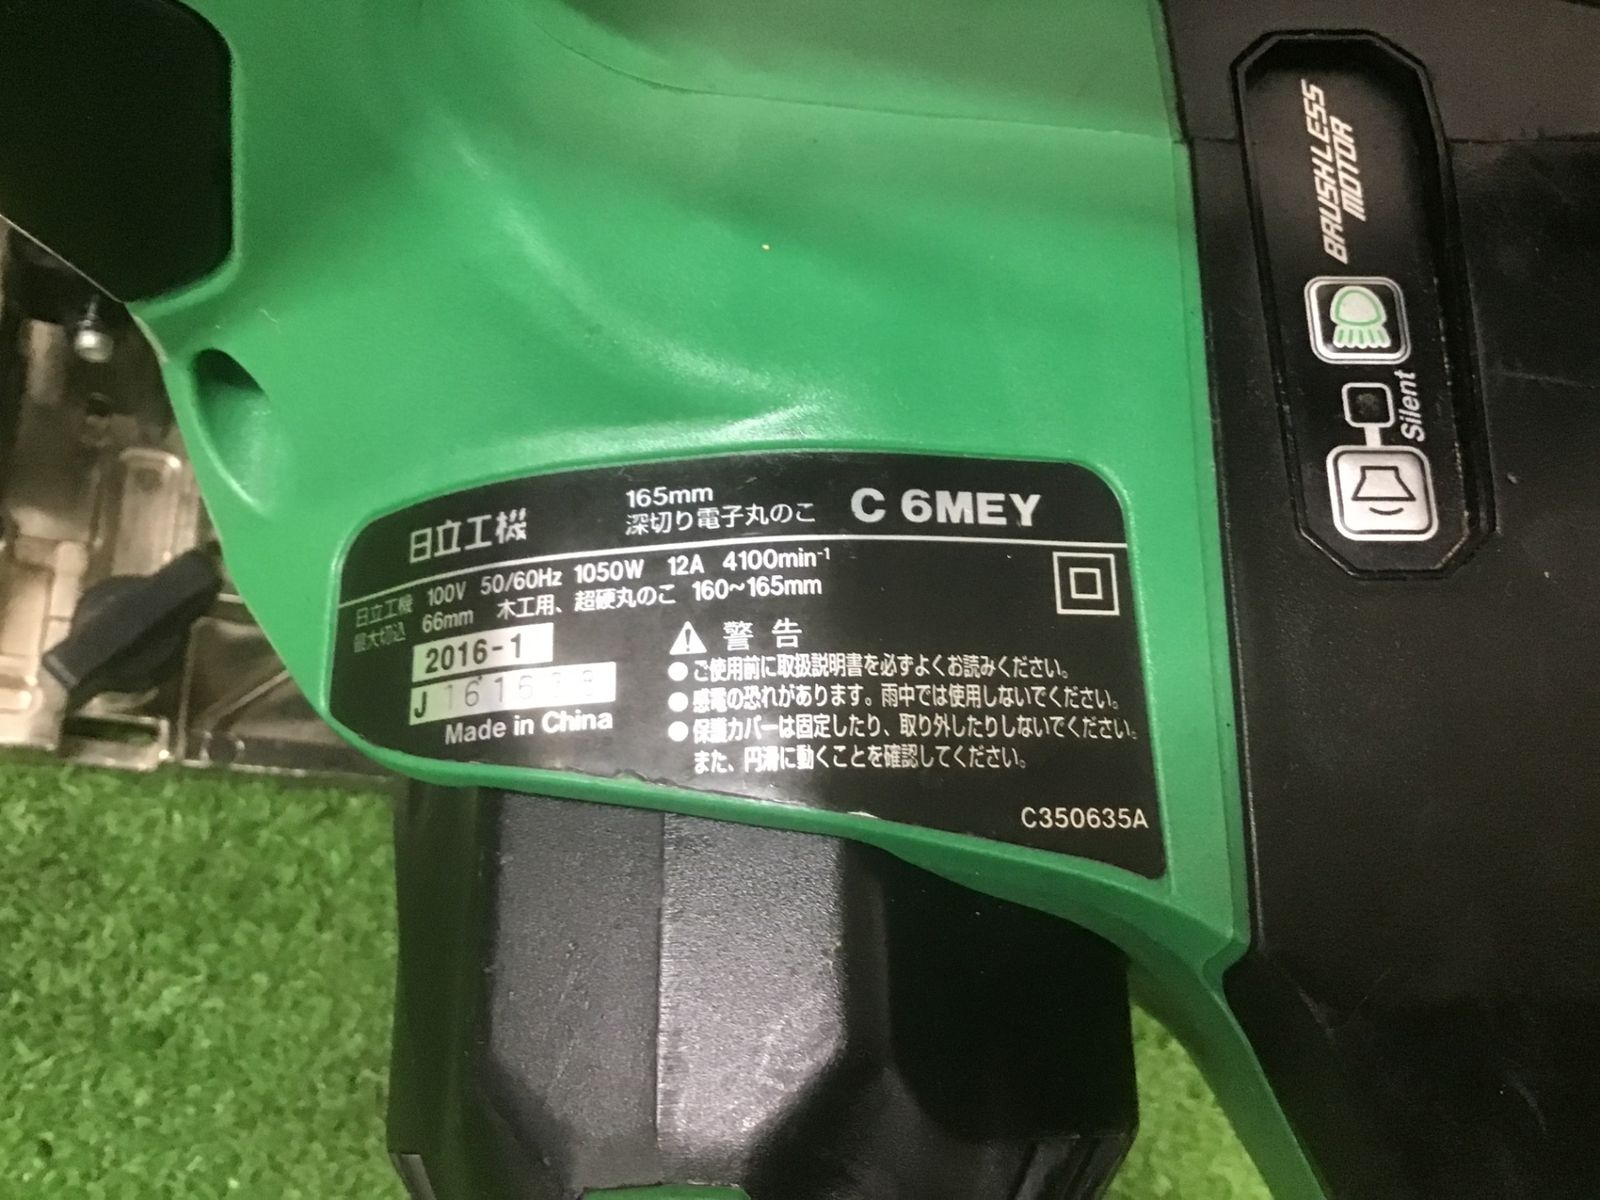 BRUSHLESS
MOTOR
Silent
165mm
深切り電子丸のこ
C 6MEY
日立工機
日立工機 100V 50/60Hz 1050W 12A 4100min⁻¹
最大切込 66mm 木工用、超硬丸のこ 160～165mm
2016-1
J
Made in China
警告
●ご使用前に取扱説明書を必ずよくお読みください。
●感電の恐れがあります。雨中では使用しないでください。
●保護カバーは固定したり、取り外したりしないでください。
また、円滑に動くことを確認してください。
C350635A